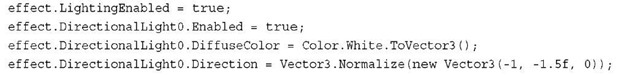 effect.LightingEnabled = true;
effect.DirectionalLight0.Enabled = true;
effect.DirectionalLight0.DiffuseColor = Color.White.ToVector3();
effect.DirectionalLight0.Direction = Vector3.Normalize(new Vector3(-1, -1.5f, 0));